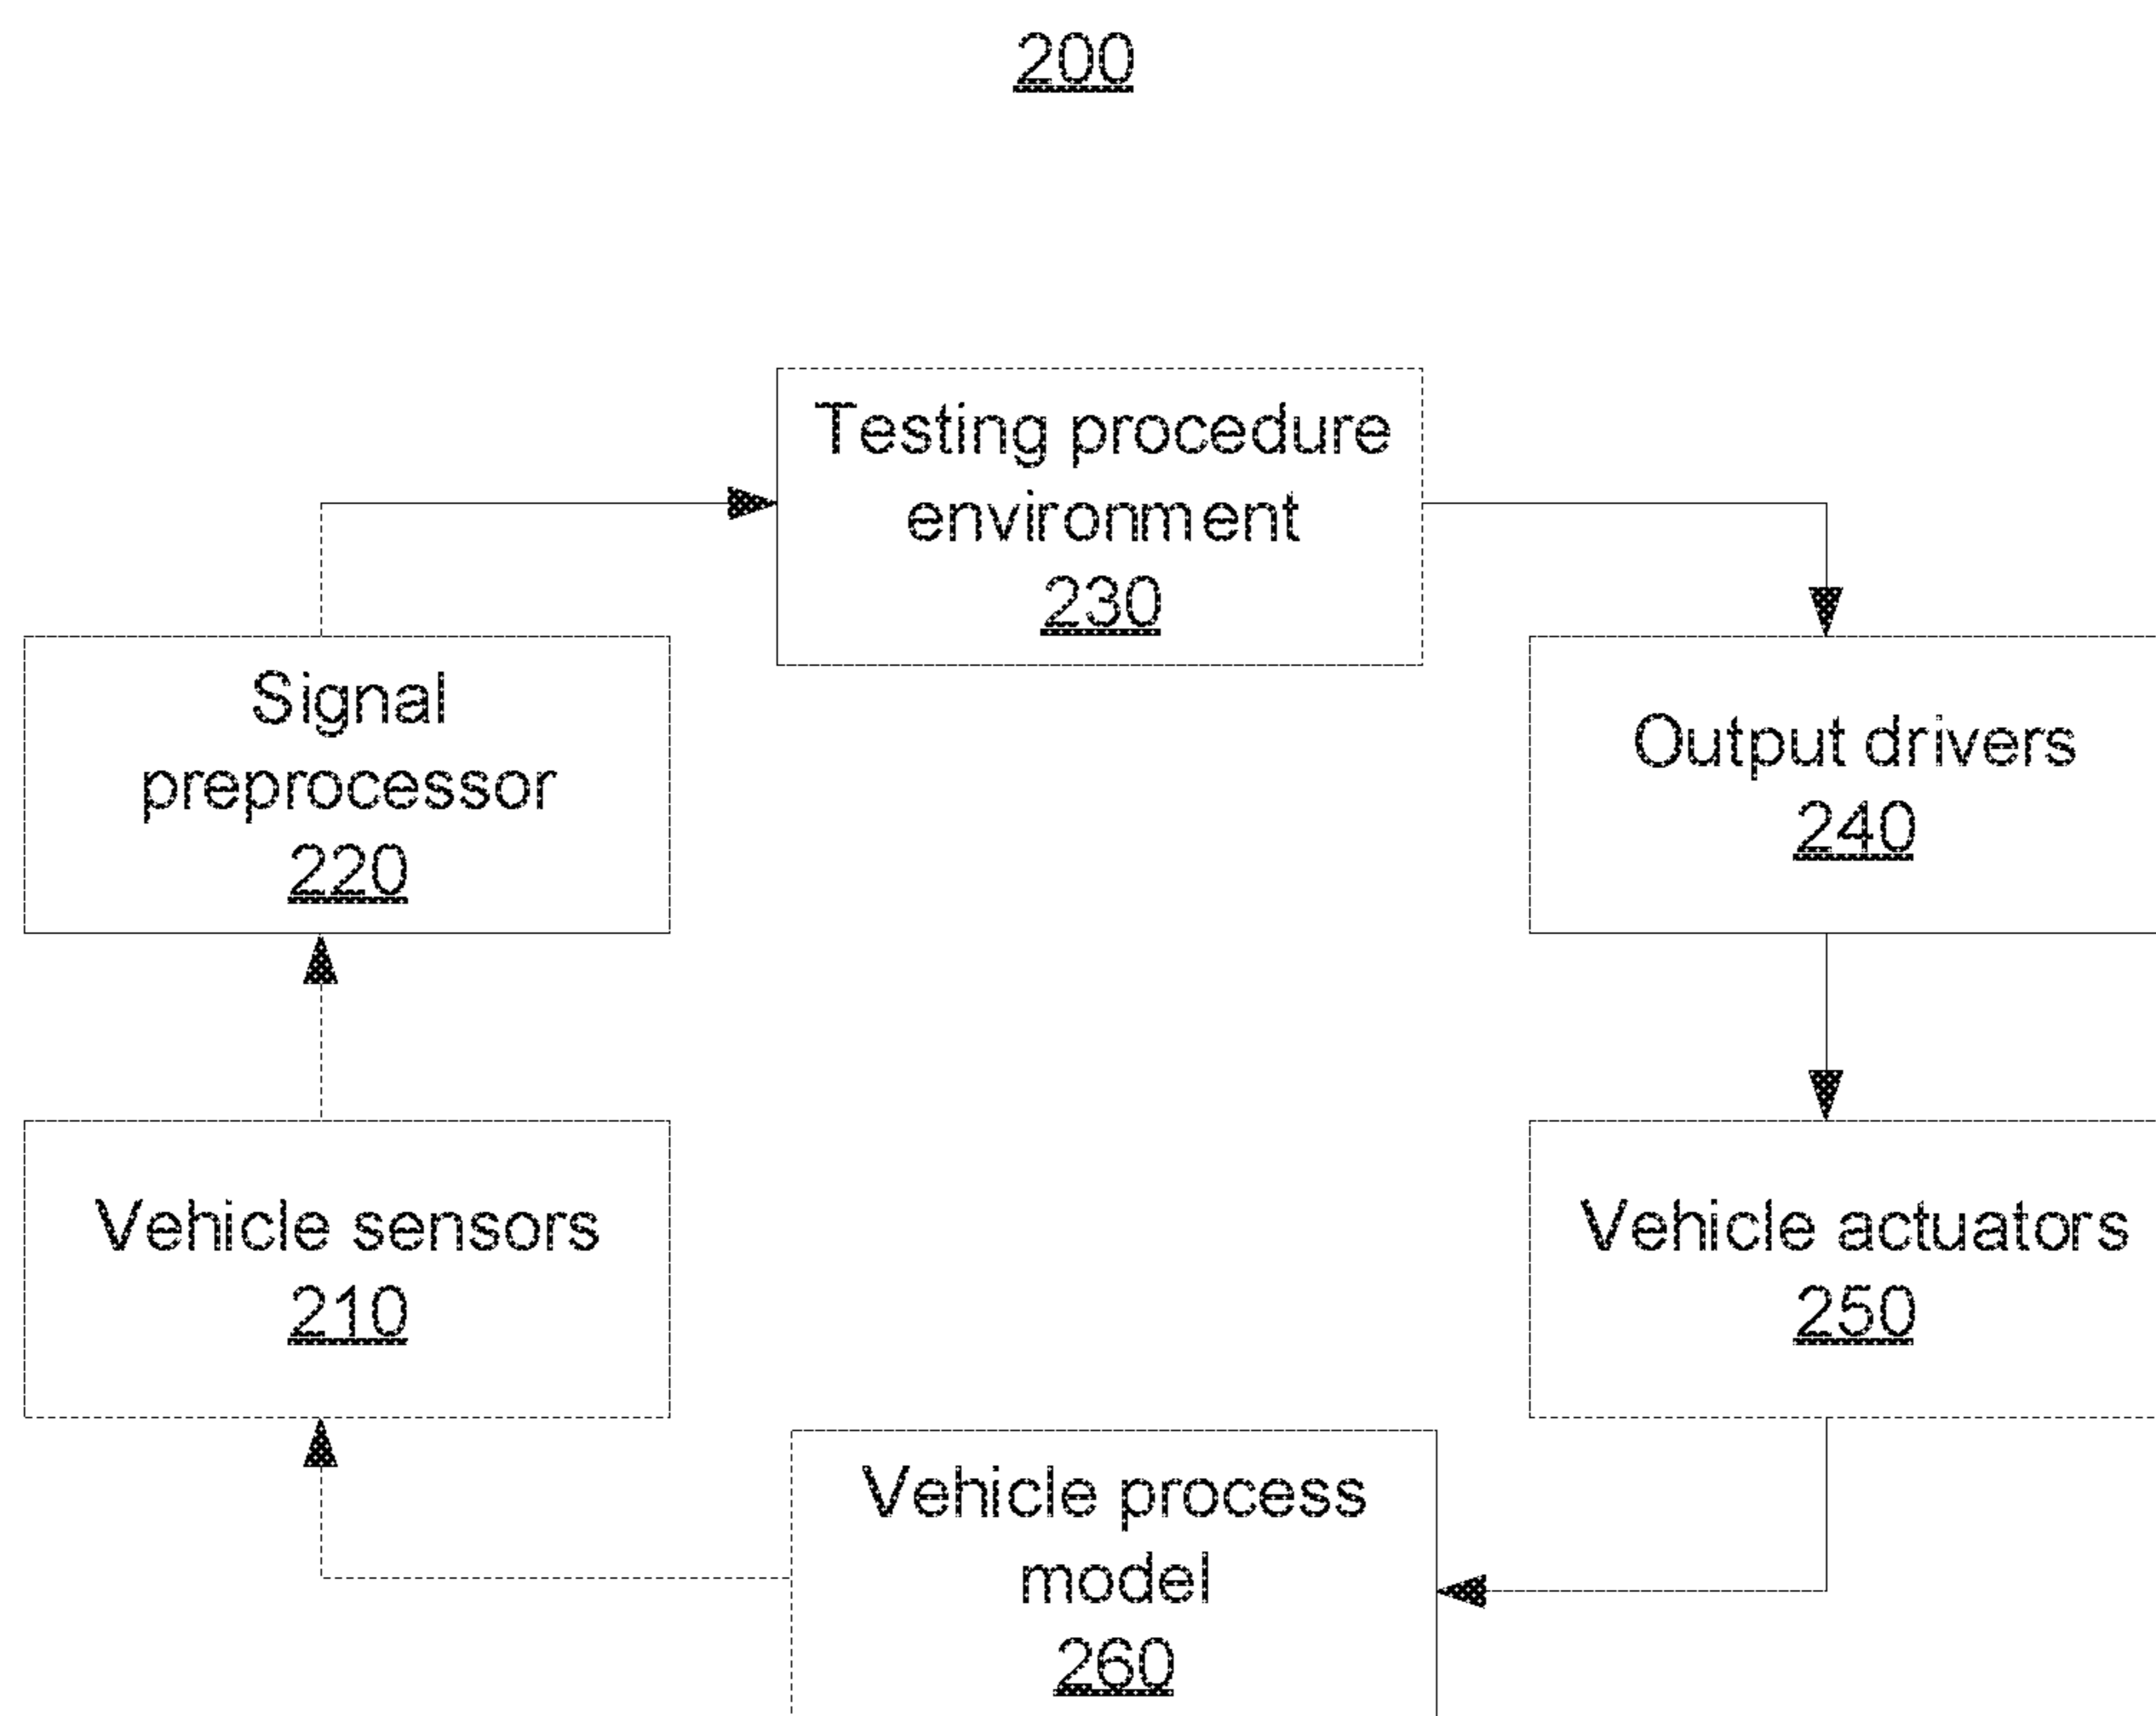 200
Testing procedure
environment
230
Signal
preprocessor
220
Output drivers
240
Vehicle sensors
210
Vehicle actuators
250
Vehicle process
model
260